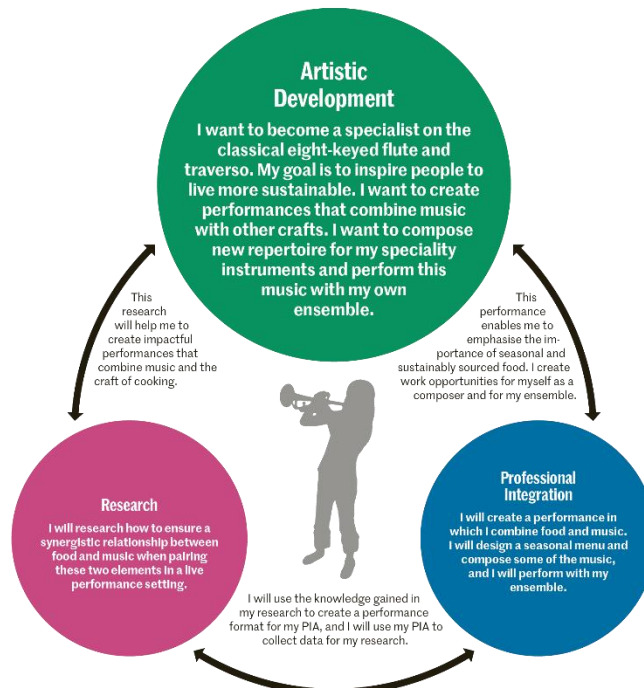 Artistic
Development
I want to become a specialist on the
classical eight-keyed flute and
traverso. My goal is to inspire people to
live more sustainable. I want to create
performances that combine music
with other crafts. I want to compose
new repertoire for my speciality
instruments and perform this
music with my own
ensemble.
This
research
will help me to
create impactful
performances that
combine music and the
craft of cooking.
This
performance
enables me to
emphasise the im-
portance of seasonal and
sustainably sourced food. I create
work opportunities for myself as a
composer and for my ensemble.
Research
I will research how to ensure a
synergistic relationship between
food and music when pairing
these two elements in a live
performance setting.
Professional
Integration
I will create a performance in
which I combine food and music.
I will design a seasonal menu and
compose some of the music,
and I will perform with my
ensemble.
I will use the knowledge gained in
my research to create a performance
format for my PIA, and I will use my PIA to
collect data for my research.